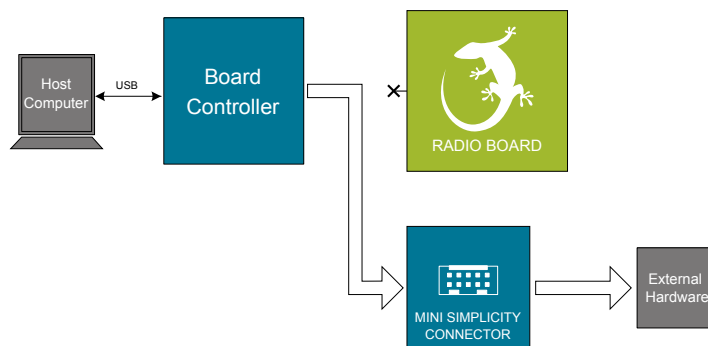 Host
Computer
USB
Board
Controller
RADIO BOARD
MINI SIMPLICITY
CONNECTOR
External
Hardware